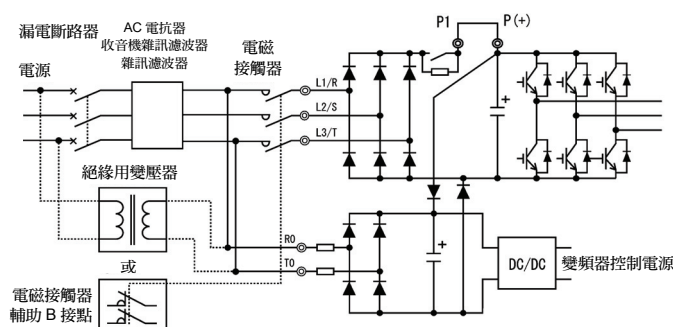 漏電斷路器
AC 電抗器
收音機雜訊濾波器
雜訊濾波器
電磁
接觸器
P1
P(+)
電源
L1/R
L2/S
L3/T
絕緣用變壓器
或
R0
T0
DC/DC
變頻器控制電源
電磁接觸器
輔助 B 接點